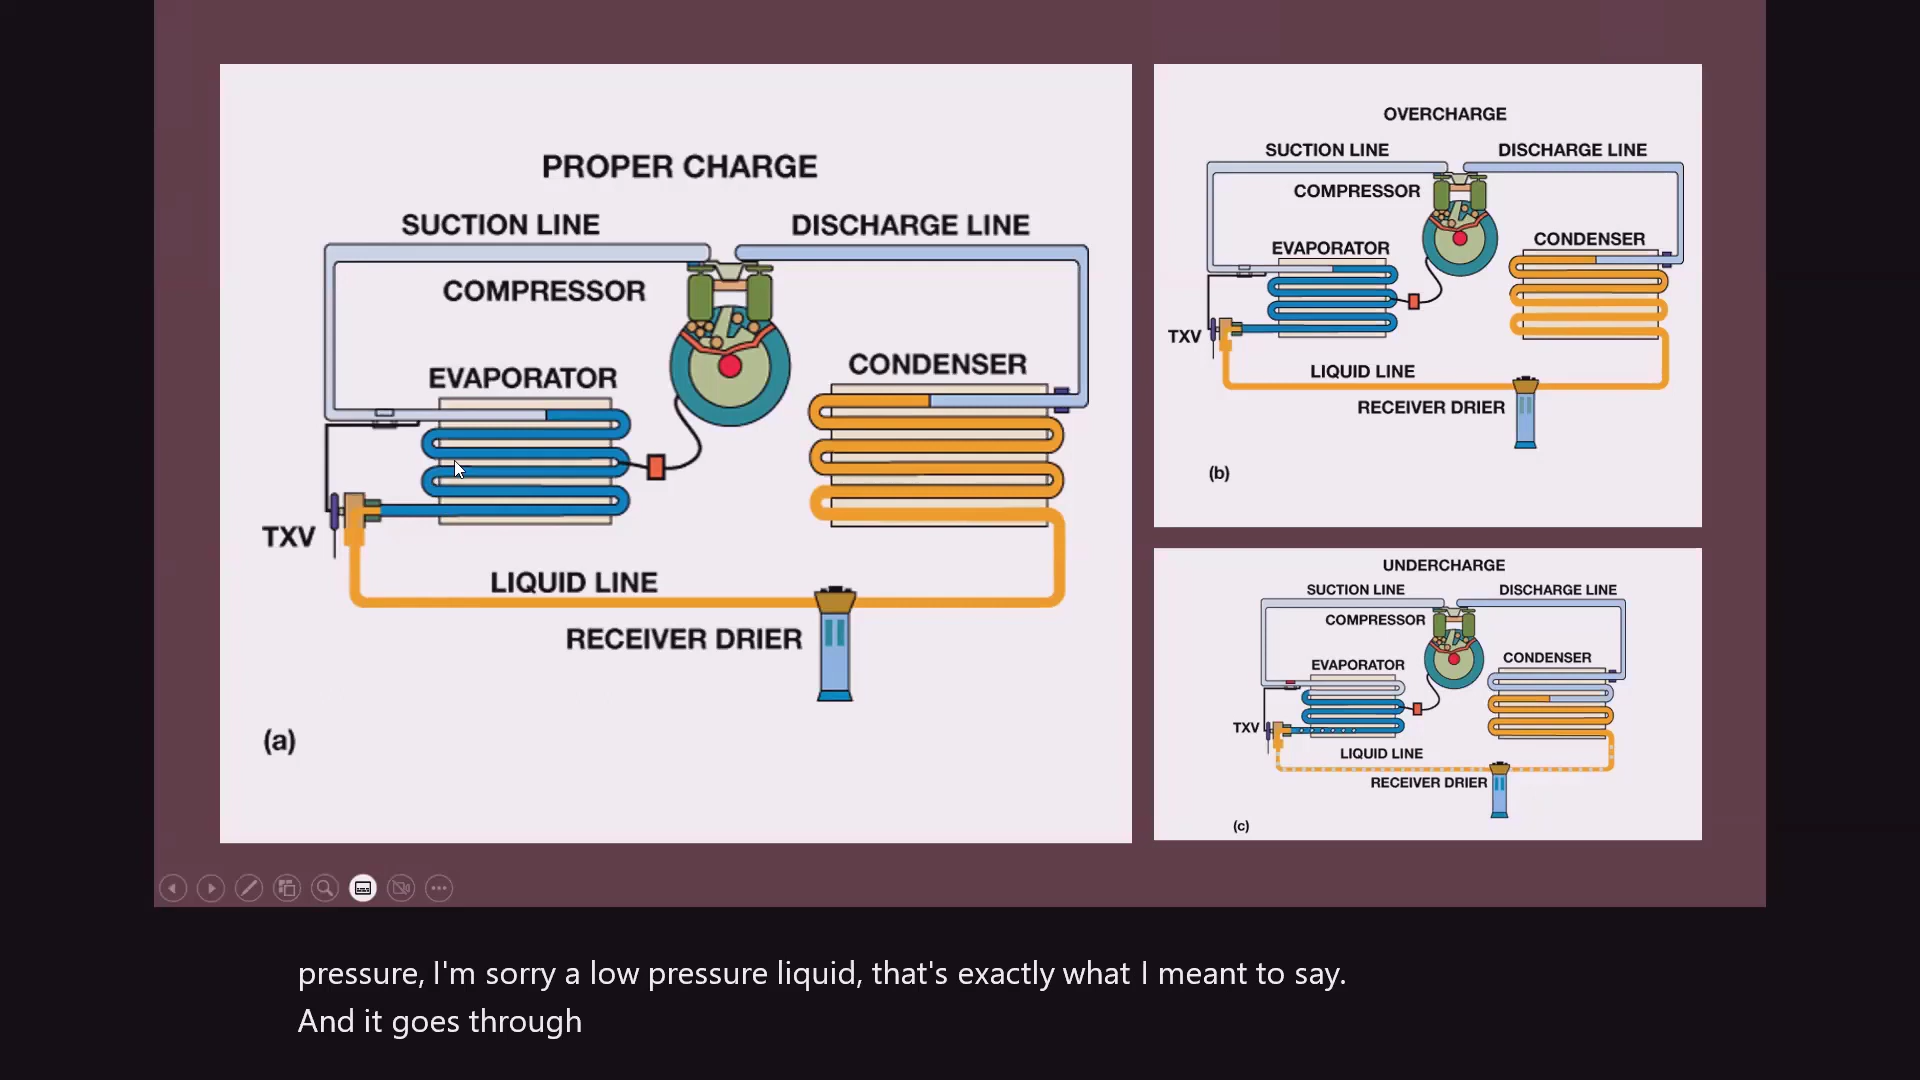 PROPER CHARGE
SUCTION LINE
DISCHARGE LINE
COMPRESSOR
CONDENSER
EVAPORATOR
TXV
LIQUID LINE
RECEIVER DRIER
(a)
OVERCHARGE
SUCTION LINE
DISCHARGE LINE
COMPRESSOR
CONDENSER
EVAPORATOR
TXV
LIQUID LINE
RECEIVER DRIER
(b)
UNDERCHARGE
SUCTION LINE
DISCHARGE LINE
COMPRESSOR
CONDENSER
EVAPORATOR
TXV
LIQUID LINE
RECEIVER DRIER
(c)
pressure, I'm sorry a low pressure liquid, that's exactly what I meant to say.
And it goes through